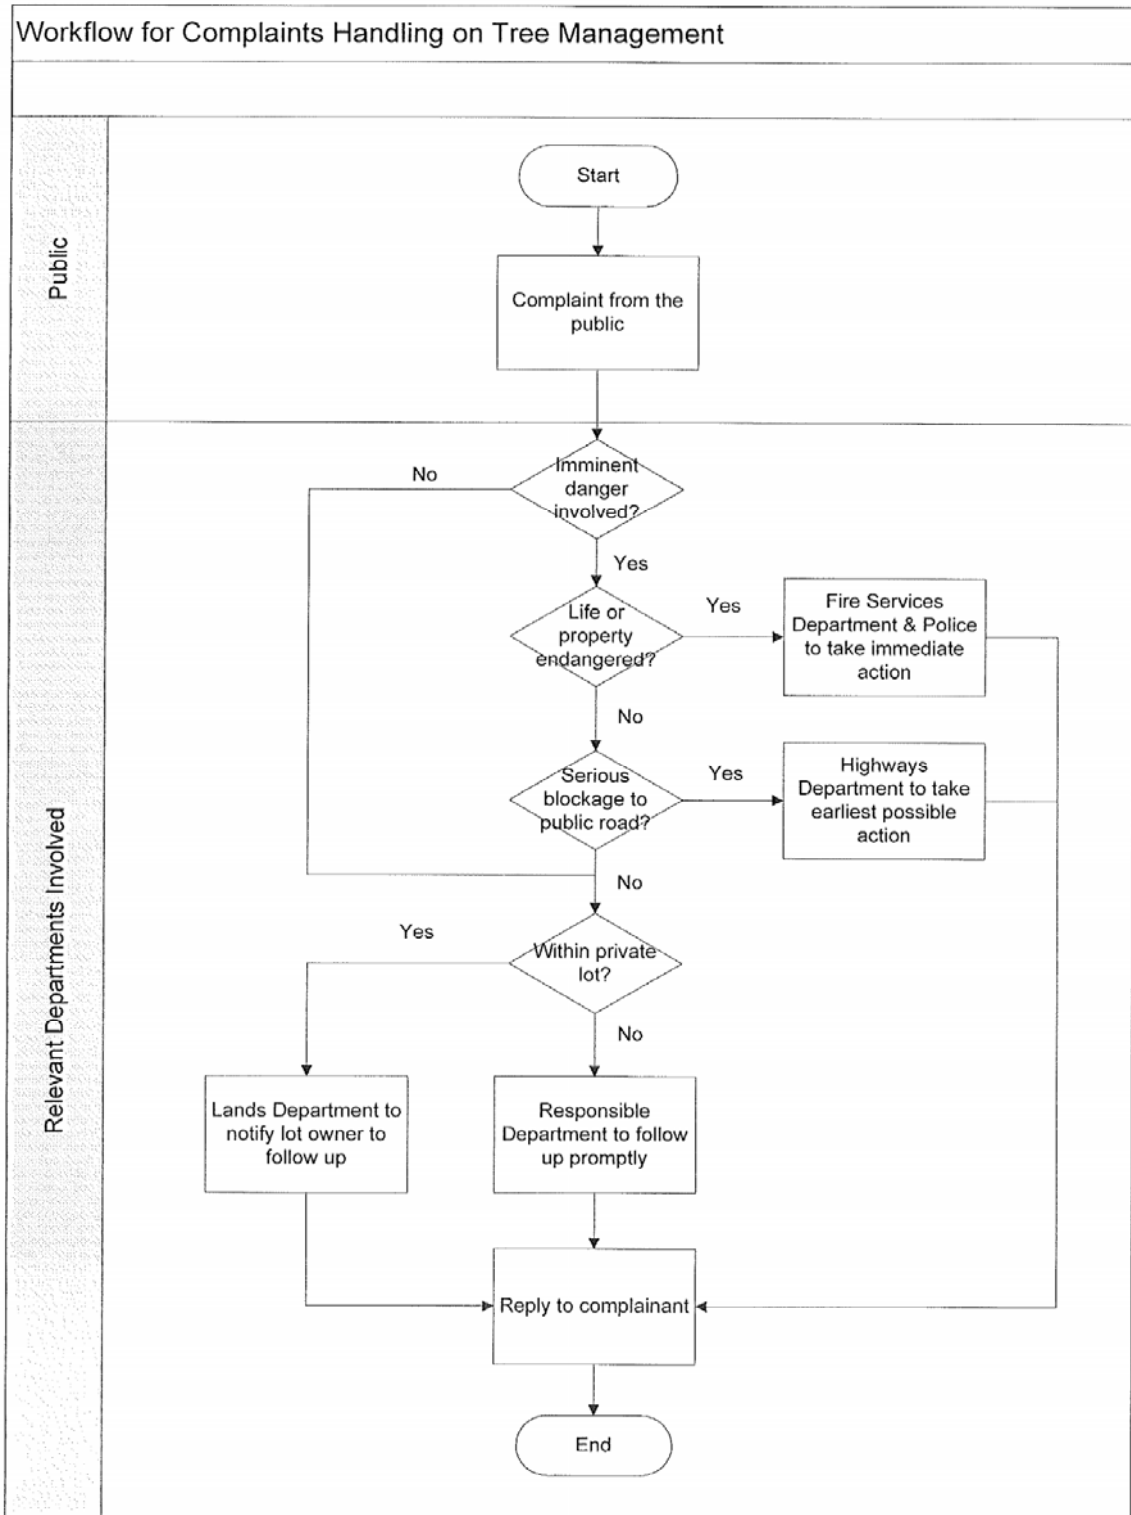 Workflow for Complaints Handling on Tree Management
Public
Start
Complaint from the
public
Relevant Departments Involved
Imminent
danger
involved?
No
Yes
Life or
property
endangered?
Yes
Fire Services
Department & Police
to take immediate
action
No
Serious
blockage to
public road?
Yes
Highways
Department to take
earliest possible
action
No
Within private
lot?
Yes
No
Lands Department to
notify lot owner to
follow up
Responsible
Department to follow
up promptly
Reply to complainant
End